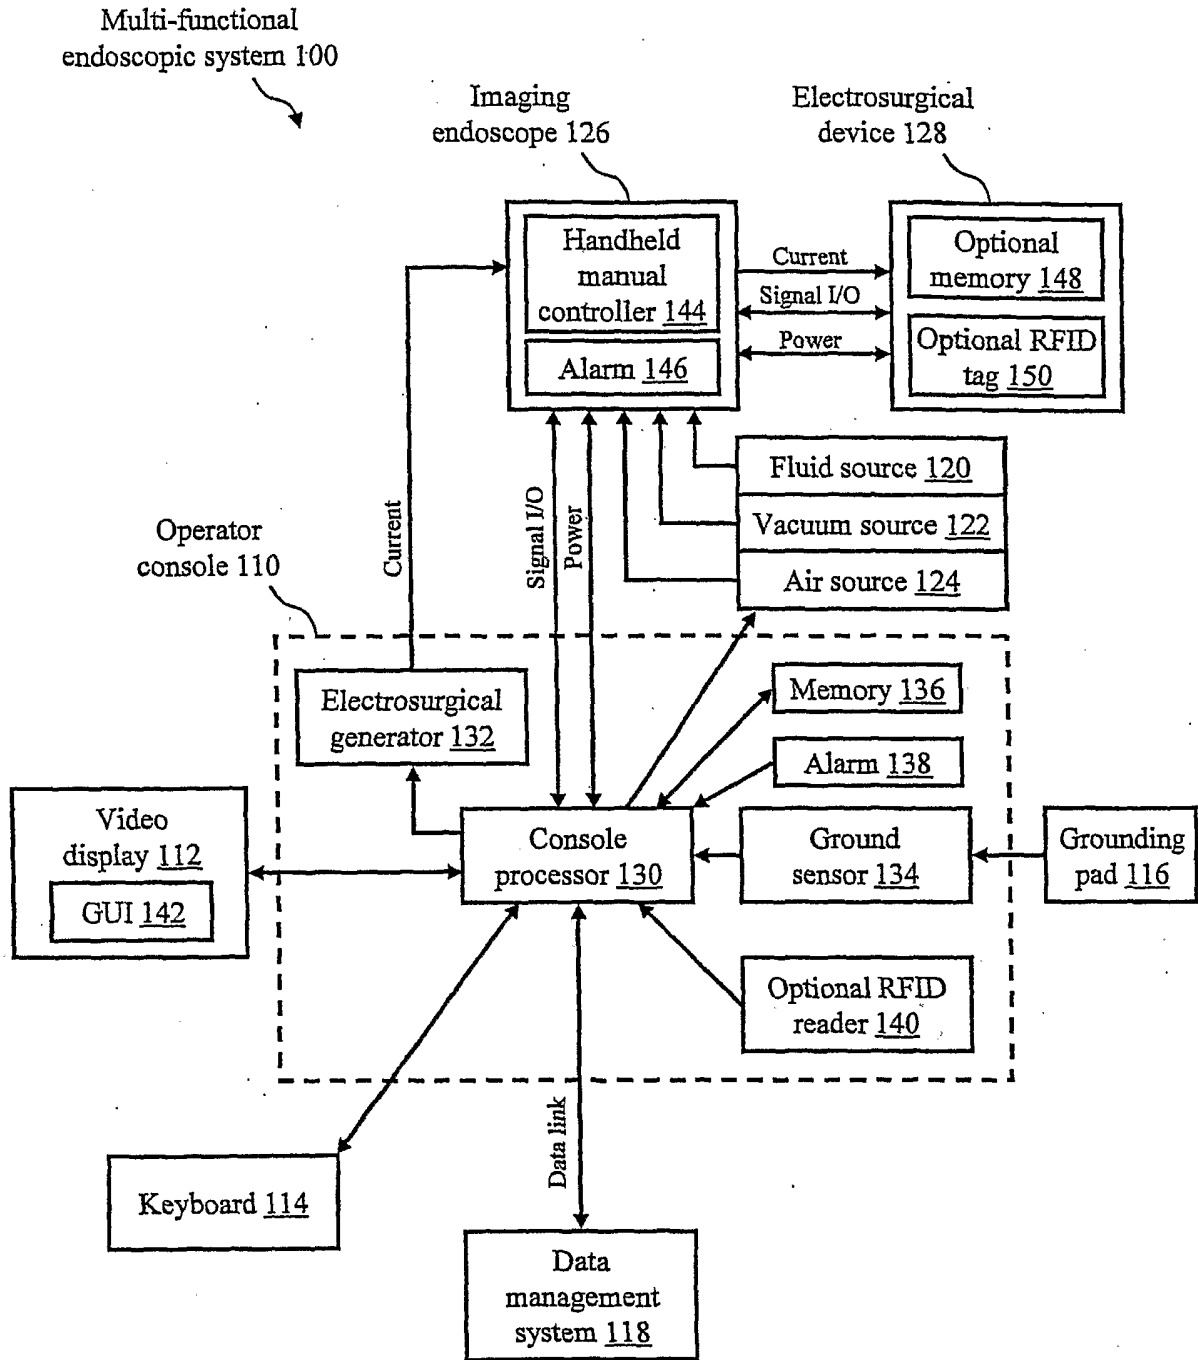 Multi-functional
endoscopic system 100
Imaging
endoscope 126
Electrosurgical
device 128
Handheld
manual
controller 144
Alarm 146
Current
Signal I/O
Power
Optional
memory 148
Optional RFID
tag 150
Fluid source 120
Vacuum source 122
Air source 124
Current
Signal I/O
Power
Operator
console 110
Electrosurgical
generator 132
Memory 136
Alarm 138
Video
display 112
GUI 142
Console
processor 130
Ground
sensor 134
Grounding
pad 116
Optional RFID
reader 140
Data link
Keyboard 114
Data
management
system 118